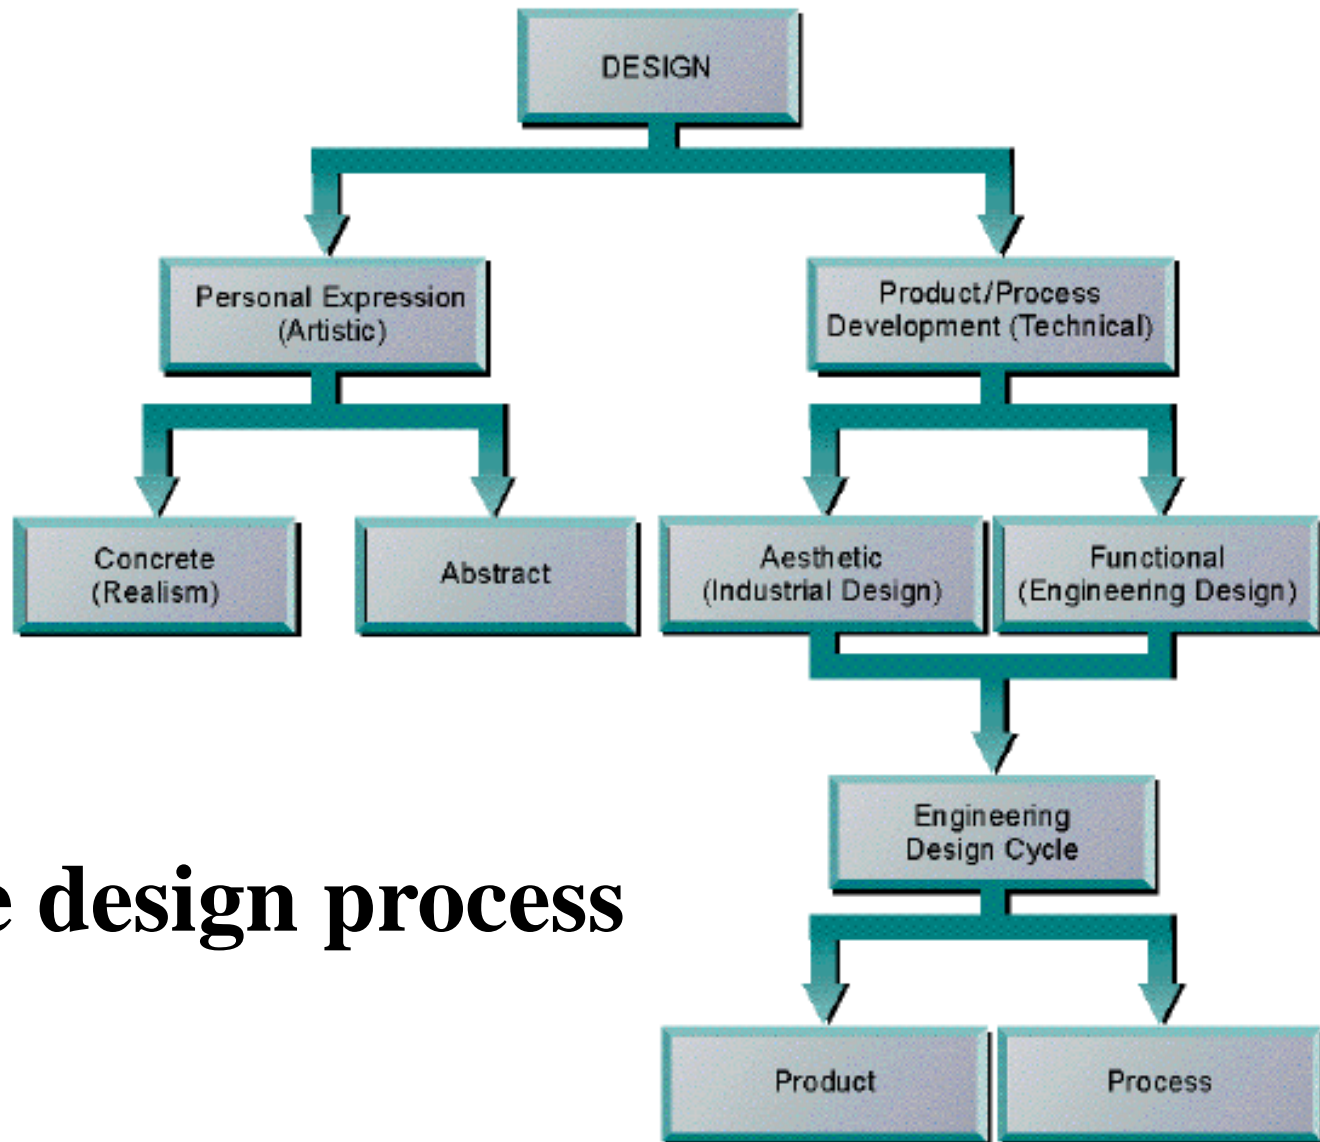 DESIGN
Personal Expression
(Artistic)
Product/Process
Development (Technical)
Concrete
(Realism)
Abstract
Aesthetic
(Industrial Design)
Functional
(Engineering Design)
Engineering
Design Cycle
e design process
Product
Process